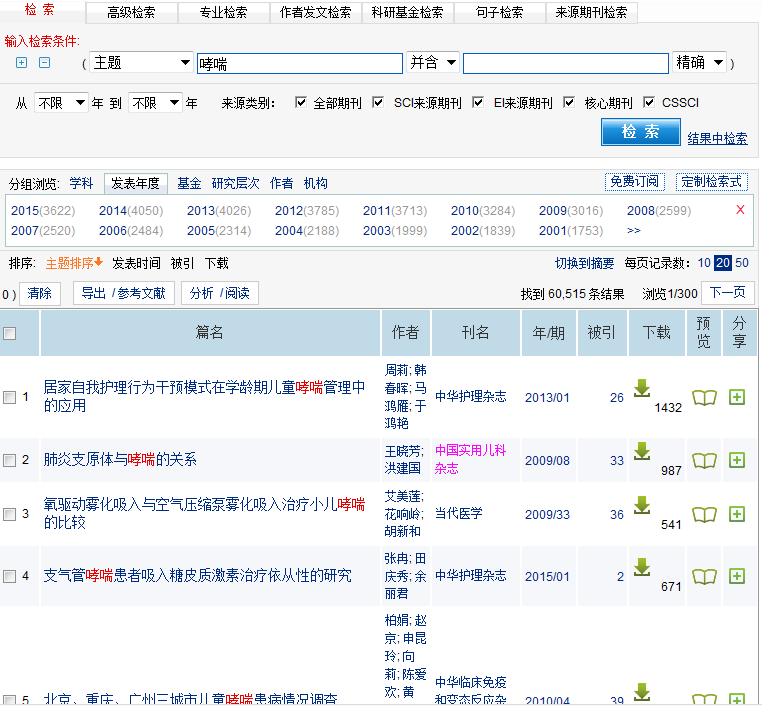 检 索 高级检索 专业检索 作者发文检索 科研基金检索 句子检索 来源期刊检索
输入检索条件:
( 主题 哮喘 并含 精确 )
从 不限 年 到 不限 年 来源类别: 全部期刊 SCI来源期刊 EI来源期刊 核心期刊 CSSCI
检 索 结果中检索
分组浏览: 学科 发表年度 基金 研究层次 作者 机构 免费订阅 定制检索式
2015(3622) 2014(4050) 2013(4026) 2012(3785) 2011(3713) 2010(3284) 2009(3016) 2008(2599) X
2007(2520) 2006(2484) 2005(2314) 2004(2188) 2003(1999) 2002(1839) 2001(1753) >>
排序: 主题排序 发表时间 被引 下载 切换到摘要 每页记录数: 10 20 50
0 ) 清除 导出 / 参考文献 分析 / 阅读 找到 60,515 条结果 浏览1/300 下一页
篇名 作者 刊名 年/期 被引 下载 预览 分享
1 居家自我护理行为干预模式在学龄期儿童哮喘管理中
的应用
周莉; 韩
春晖; 马
鸿雁; 于
鸿艳
中华护理杂志 2013/01 26 1432
2 肺炎支原体与哮喘的关系
王晓芳;
洪建国
中国实用儿科
杂志
2009/08 33 987
3 氧驱动雾化吸入与空气压缩泵雾化吸入治疗小儿哮喘
的比较
艾美莲;
花响岭;
胡新和
当代医学 2009/33 36 541
4 支气管哮喘患者吸入糖皮质激素治疗依从性的研究
张冉; 田
庆秀; 余
丽君
中华护理杂志 2015/01 2 671
5 北京、重庆、广州三城市儿童哮喘患病情况调查
柏娟; 赵
京; 申昆
玲; 向
莉; 陈爱
欢; 黄
中华临床免疫
和变态反应杂
2010/04 39